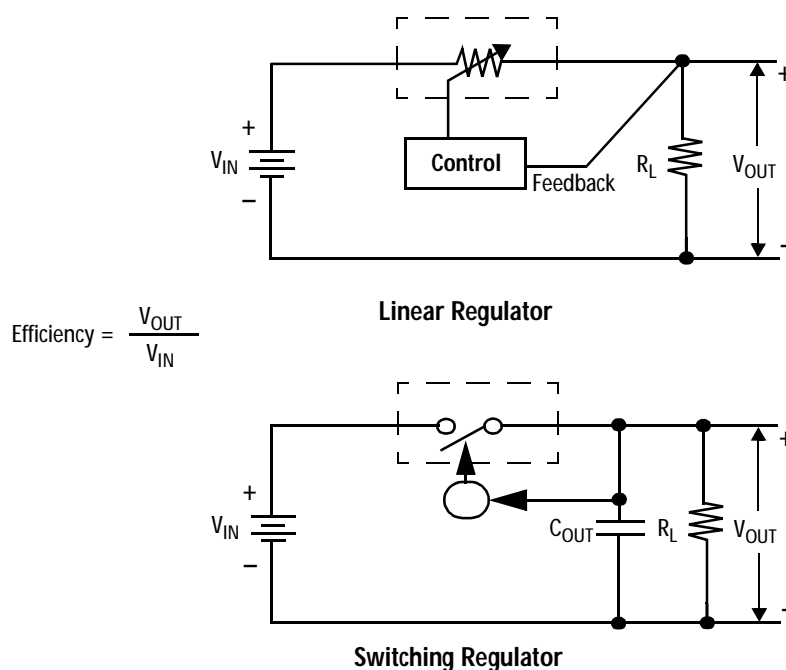 +
V_IN
−
Control
Feedback
R_L
V_OUT
+
-
Linear Regulator
Efficiency = V_OUT
V_IN
+
V_IN
−
C_OUT
R_L
V_OUT
+
-
Switching Regulator